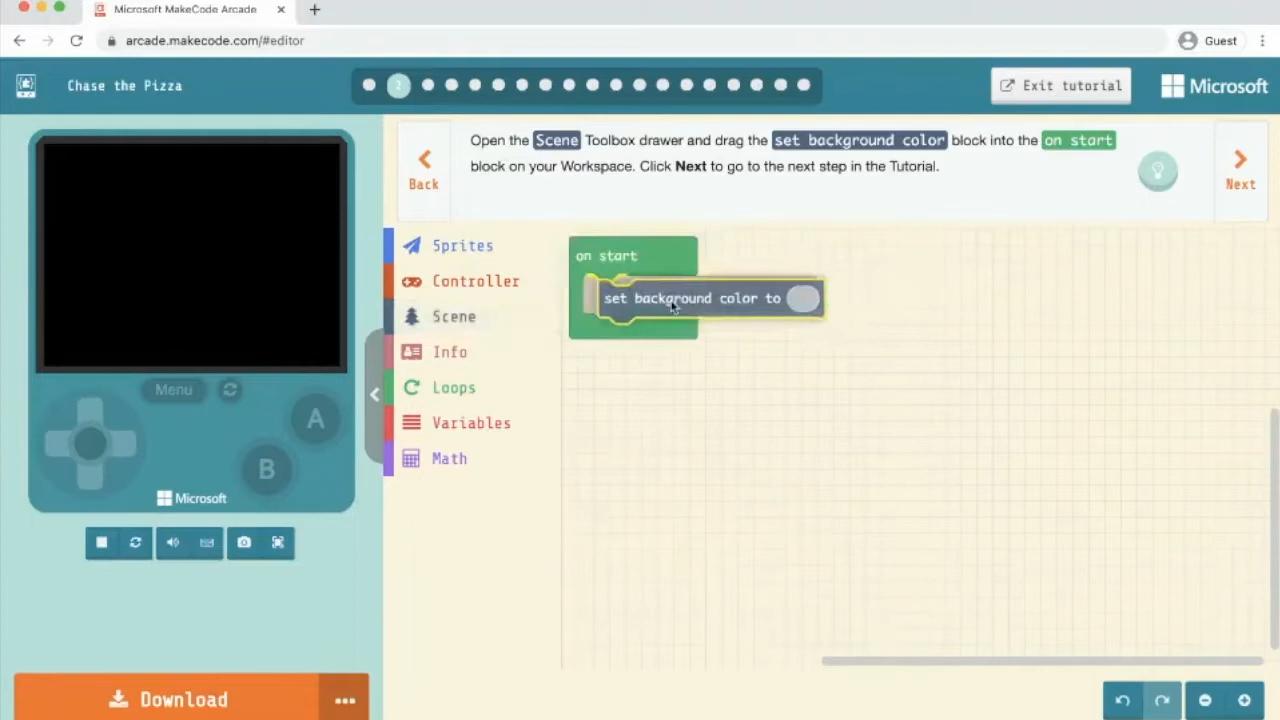 Microsoft MakeCode Arcade
arcade.makecode.com/#editor
Guest
Chase the Pizza
2
Exit tutorial
Microsoft
Open the Scene Toolbox drawer and drag the set background color block into the on start
block on your Workspace. Click Next to go to the next step in the Tutorial.
Back
Next
Sprites
Controller
Scene
Info
Loops
Variables
Math
on start
set background color to
Menu
A
B
Microsoft
Download